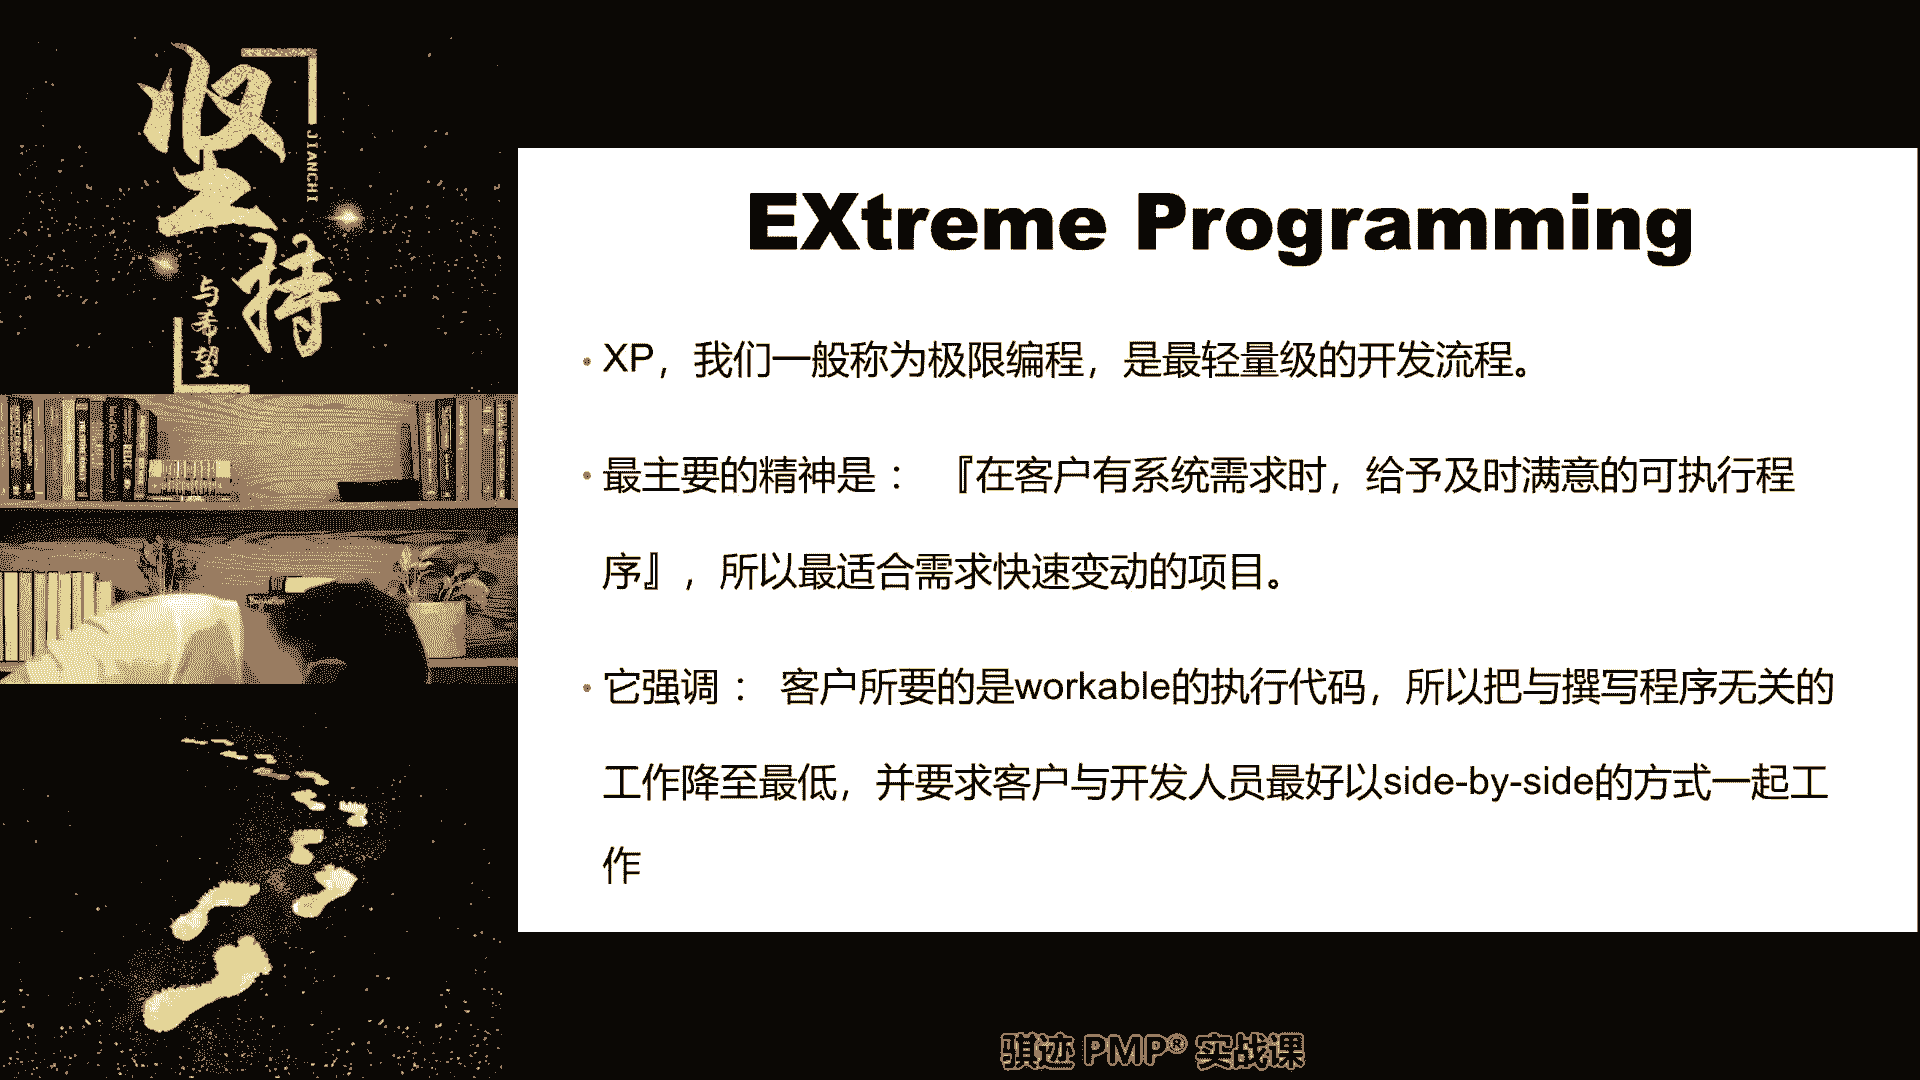 坚持
JIANCHI
与希望
EXtreme Programming
• XP，我们一般称为极限编程，是最轻量级的开发流程。
• 最主要的精神是： 『在客户有系统需求时，给予及时满意的可执行程
序』，所以最适合需求快速变动的项目。
• 它强调： 客户所要的是workable的执行代码，所以把与撰写程序无关的
工作降至最低，并要求客户与开发人员最好以side-by-side的方式一起工
作
骐迹 PMP® 实战课